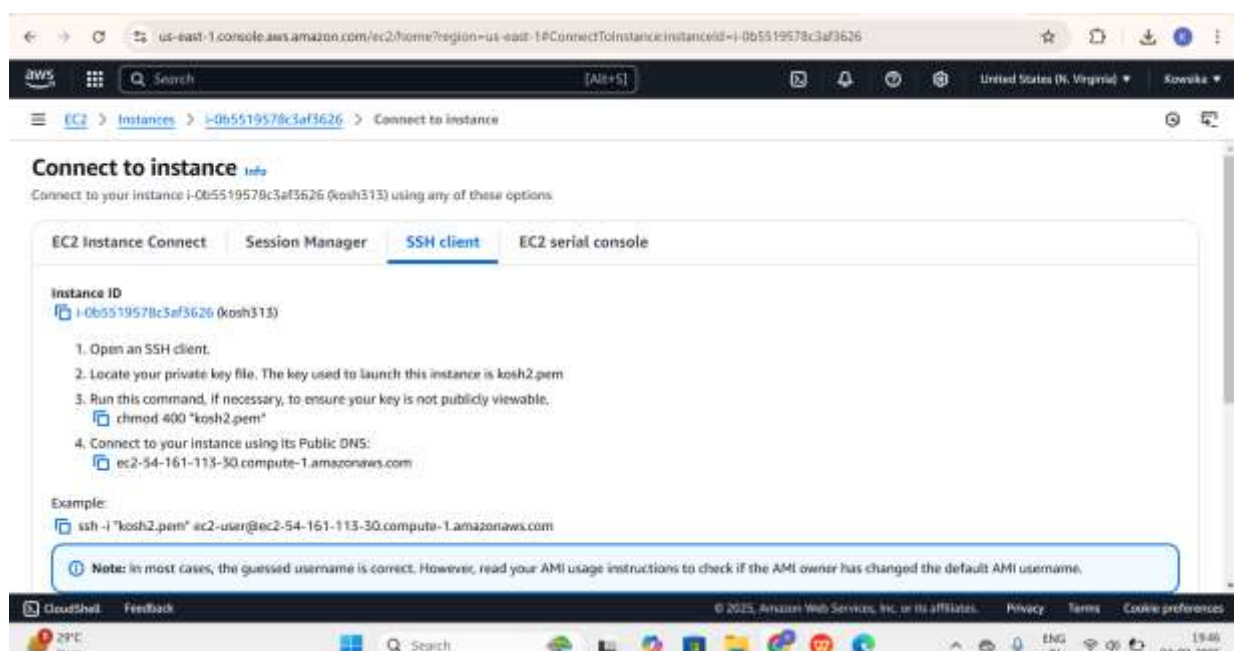 us-east-1.console.aws.amazon.com/ec2/home?region=us-east-1#ConnectToInstance:instanceId=i-0b5519578c3af3626
aws Search [Alt+S] United States (N. Virginia) Kowsika
EC2 > Instances > i-0b5519578c3af3626 > Connect to instance
Connect to instance Info
Connect to your instance i-0b5519578c3af3626 (kosh313) using any of these options
EC2 Instance Connect Session Manager SSH client EC2 serial console
Instance ID
i-0b5519578c3af3626 (kosh313)
1. Open an SSH client.
2. Locate your private key file. The key used to launch this instance is kosh2.pem
3. Run this command, if necessary, to ensure your key is not publicly viewable.
chmod 400 "kosh2.pem"
4. Connect to your instance using its Public DNS:
ec2-54-161-113-30.compute-1.amazonaws.com
Example:
ssh -i "kosh2.pem" ec2-user@ec2-54-161-113-30.compute-1.amazonaws.com
Note: In most cases, the guessed username is correct. However, read your AMI usage instructions to check if the AMI owner has changed the default AMI username.
CloudShell Feedback © 2025, Amazon Web Services, Inc. or its affiliates. Privacy Terms Cookie preferences
29°C Search ENG 19:46